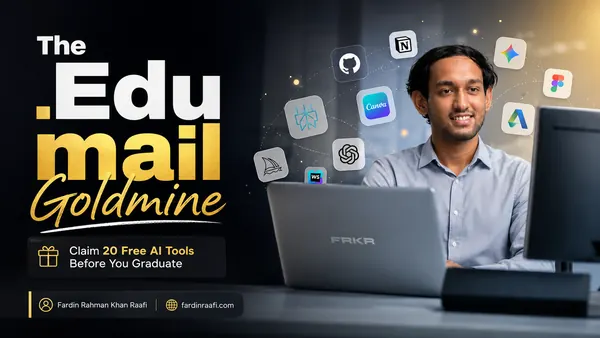 The
.Edu
mail
Goldmine
Claim 20 Free AI Tools
Before You Graduate
Fardin Rahman Khan Raafi
fardinraafi.com
N
Canva
WS
FRKR